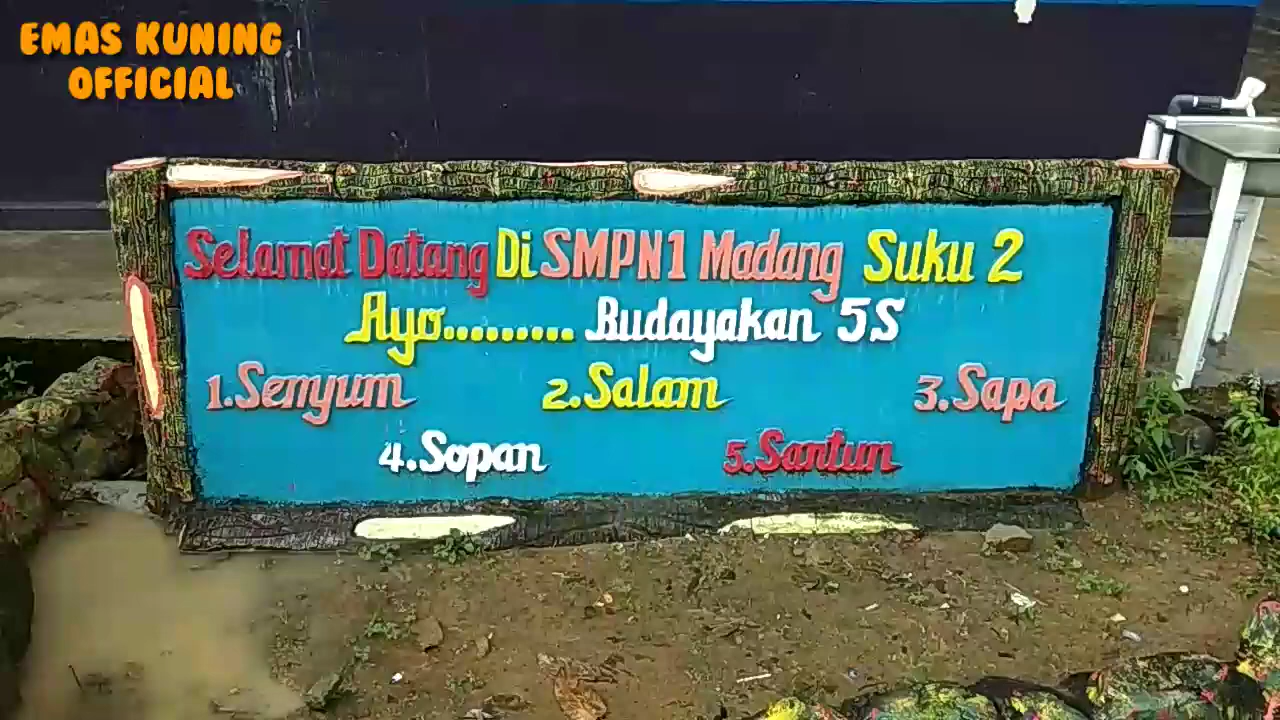 EMAS KUNING
OFFICIAL
Selamat Datang Di SMPN1 Madang Suku 2
Ayo......... Budayakan 5S
1.Senyum 2.Salam 3.Sapa
4.Sopan 5.Santun